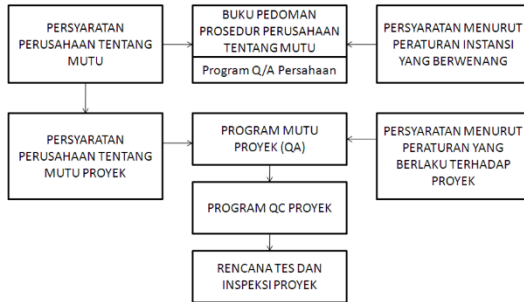 PERSYARATAN
PERUSAHAAN TENTANG
MUTU
BUKU PEDOMAN
PROSEDUR PERUSAHAAN
TENTANG MUTU
Program Q/A Persahaan
PERSYARATAN MENURUT
PERATURAN INSTANSI
YANG BERWENANG
PERSYARATAN
PERUSAHAAN TENTANG
MUTU PROYEK
PROGRAM MUTU
PROYEK (QA)
PERSYARATAN MENURUT
PERATURAN YANG
BERLAKU TERHADAP
PROYEK
PROGRAM QC PROYEK
RENCANA TES DAN
INSPEKSI PROYEK